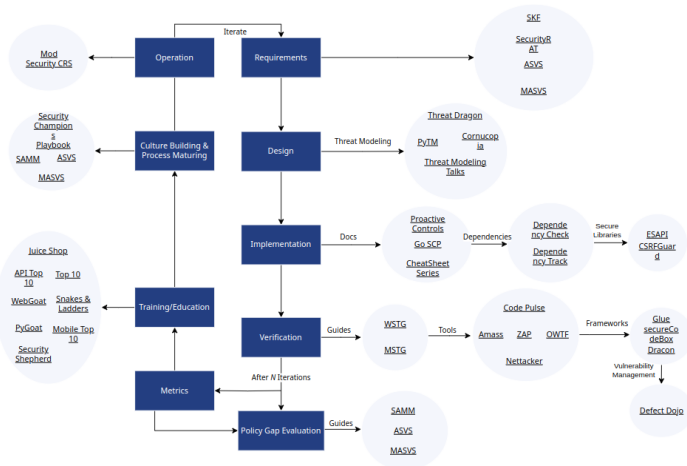 Iterate
Operation
Requirements
Mod
Security CRS
SKF
SecurityR
AT
ASVS
MASVS
Security
Champion
s
Playbook
SAMM
ASVS
MASVS
Culture Building &
Process Maturing
Design
Threat Modeling
Threat Dragon
PyTM
Cornucop
ia
Threat Modeling
Talks
Implementation
Docs
Proactive
Controls
Go SCP
CheatSheet
Series
Dependencies
Depende
ncy Check
Depende
ncy Track
Secure
Libraries
ESAPI
CSRFGuar
d
Juice Shop
API Top
10
Top 10
WebGoat
Snakes &
Ladders
PyGoat
Mobile Top
10
Security
Shepherd
Training/Education
Verification
Guides
WSTG
MSTG
Tools
Code Pulse
Amass
ZAP
OWTF
Nettacker
Frameworks
Glue
secureCo
deBox
Dracon
Vulnerability
Management
Defect Dojo
After N Iterations
Metrics
Policy Gap Evaluation
Guides
SAMM
ASVS
MASVS